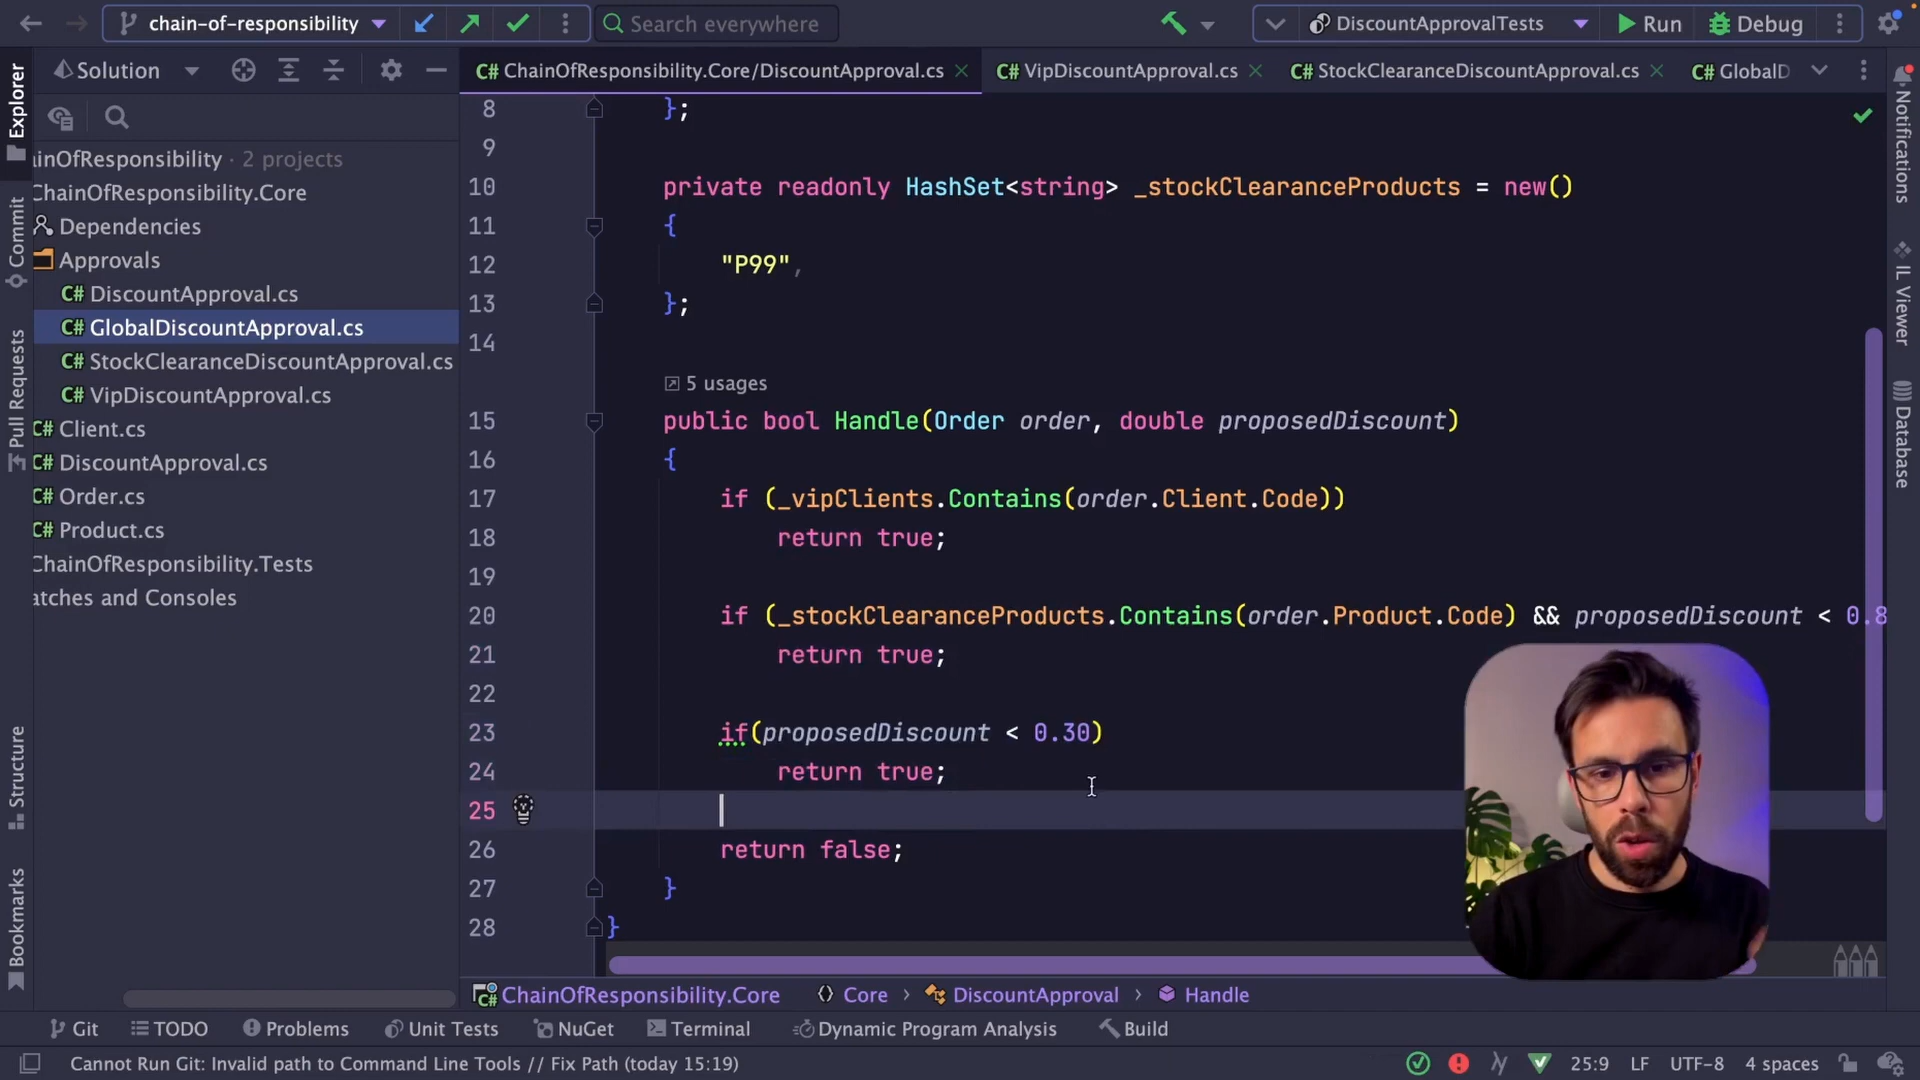 chain-of-responsibility
Search everywhere
DiscountApprovalTests
Run
Debug
Solution
C# ChainOfResponsibility.Core/DiscountApproval.cs
C# VipDiscountApproval.cs
C# StockClearanceDiscountApproval.cs
C# GlobalD
Explorer
Commit
Pull Requests
Structure
Bookmarks
ainOfResponsibility · 2 projects
ChainOfResponsibility.Core
Dependencies
Approvals
C# DiscountApproval.cs
C# GlobalDiscountApproval.cs
C# StockClearanceDiscountApproval.cs
C# VipDiscountApproval.cs
C# Client.cs
C# DiscountApproval.cs
C# Order.cs
C# Product.cs
ChainOfResponsibility.Tests
atches and Consoles
8 };
9
10 private readonly HashSet<string> _stockClearanceProducts = new()
11 {
12 "P99",
13 };
14
5 usages
15 public bool Handle(Order order, double proposedDiscount)
16 {
17 if (_vipClients.Contains(order.Client.Code))
18 return true;
19
20 if (_stockClearanceProducts.Contains(order.Product.Code) && proposedDiscount < 0.8
21 return true;
22
23 if(proposedDiscount < 0.30)
24 return true;
25
26 return false;
27 }
28 }
Notifications
IL Viewer
Database
C# ChainOfResponsibility.Core
Core
DiscountApproval
Handle
Git
TODO
Problems
Unit Tests
NuGet
Terminal
Dynamic Program Analysis
Build
Cannot Run Git: Invalid path to Command Line Tools // Fix Path (today 15:19)
25:9
LF
UTF-8
4 spaces